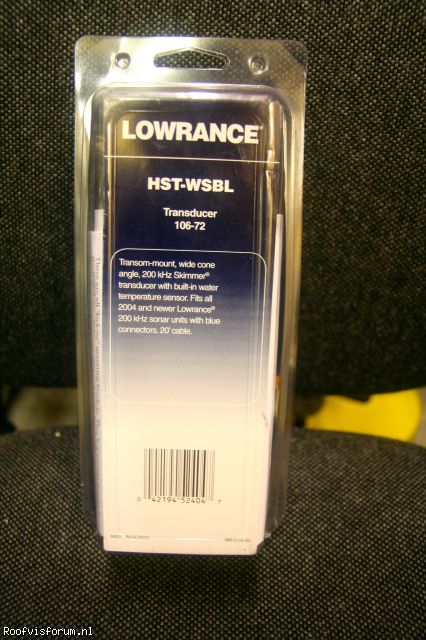 LOWRANCE®
HST-WSBL
Transducer
106-72
Transom-mount, wide cone
angle, 200 kHz Skimmer®
transducer with built-in water
temperature sensor. Fits all
2004 and newer Lowrance®
200 kHz sonar units with blue
connectors. 20' cable.
0 42194 52404 7
MADE IN MEXICO
Roofvisforum.nl